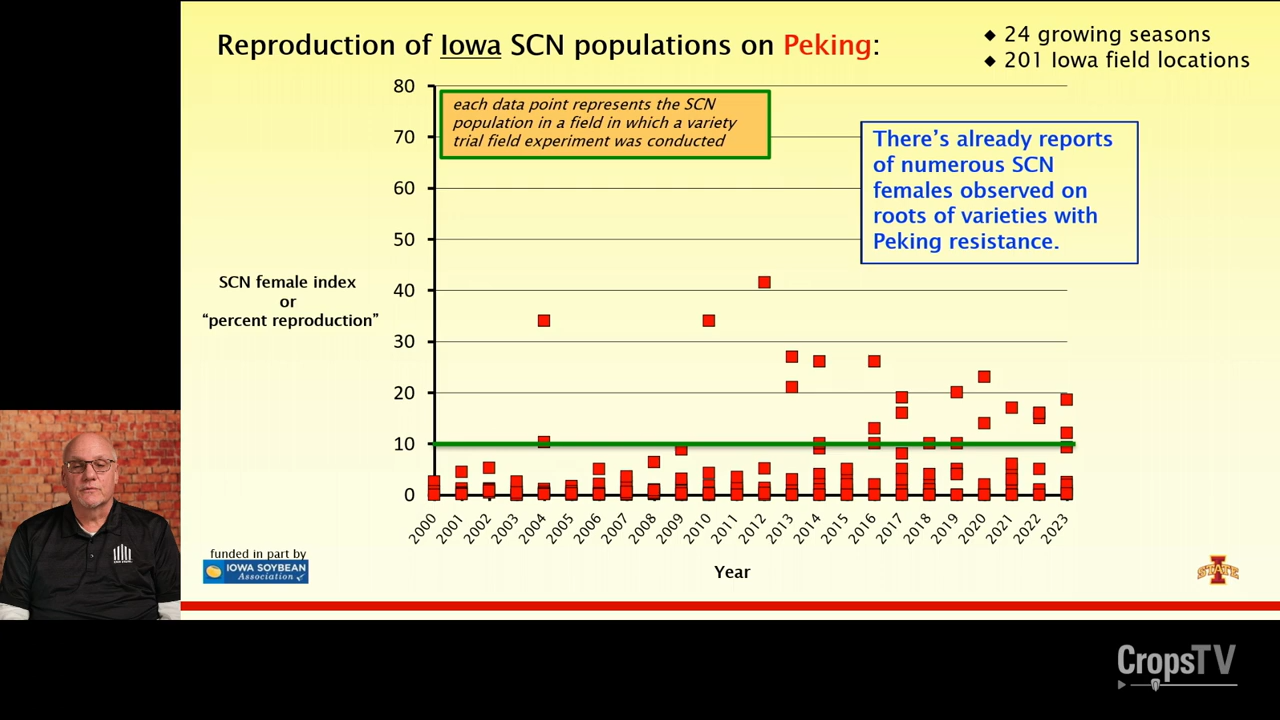 Reproduction of Iowa SCN populations on Peking:
◆ 24 growing seasons
◆ 201 Iowa field locations
each data point represents the SCN
population in a field in which a variety
trial field experiment was conducted
There's already reports
of numerous SCN
females observed on
roots of varieties with
Peking resistance.
SCN female index
or
“percent reproduction”
80
70
60
50
40
30
20
10
0
2000 2001 2002 2003 2004 2005 2006 2007 2008 2009 2010 2011 2012 2013 2014 2015 2016 2017 2018 2019 2020 2021 2022 2023
Year
funded in part by
IOWA SOYBEAN
Association
STATE
CropsTV